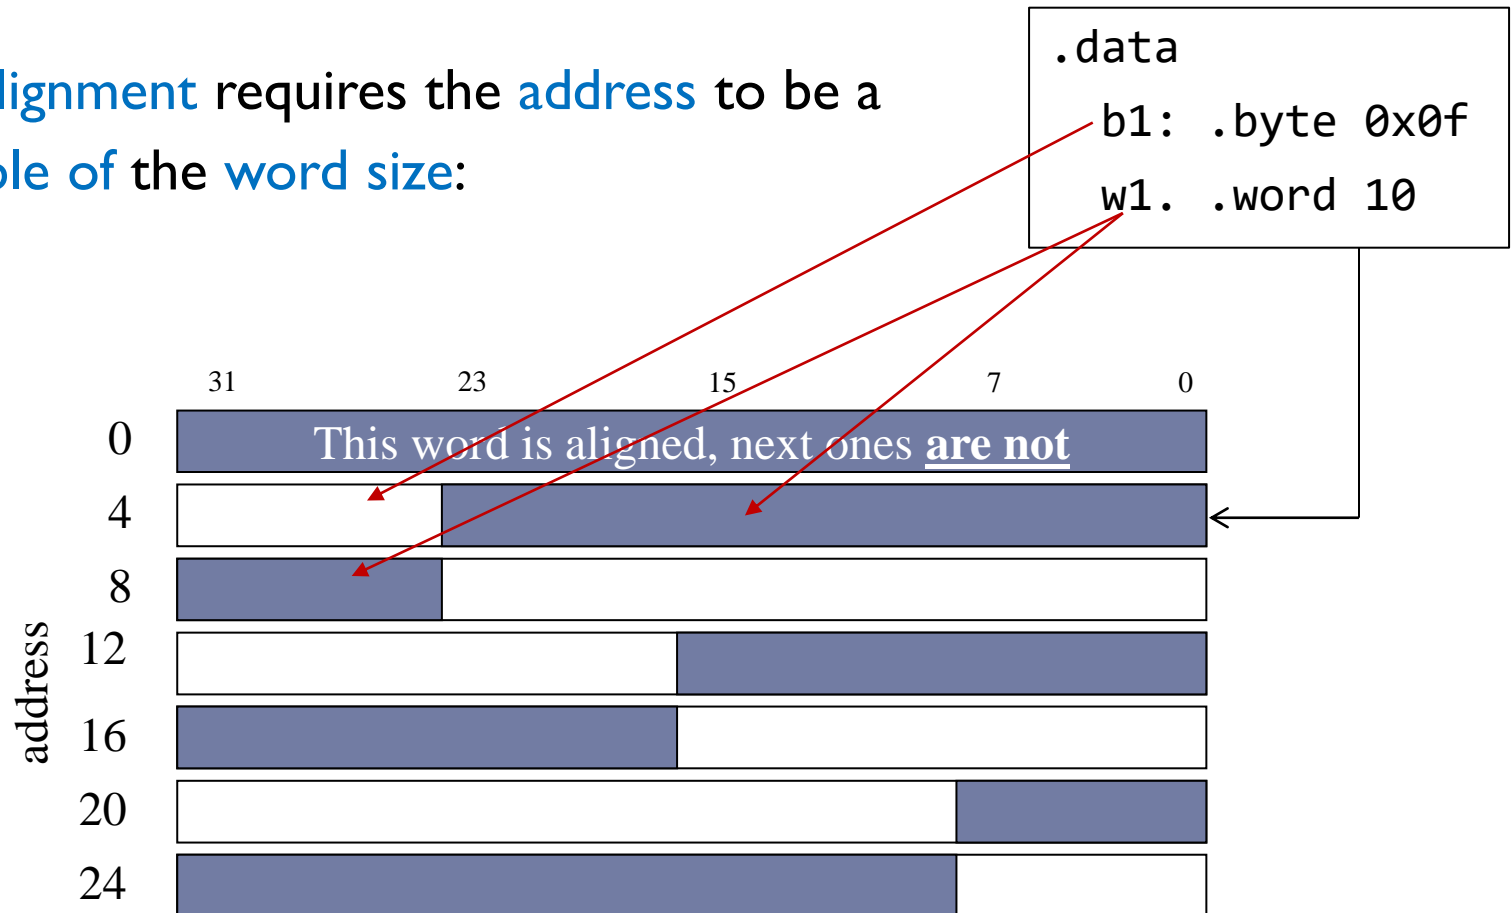 lignment requires the address to be a
ple of the word size:
.data
b1: .byte 0x0f
w1. .word 10
31 23 15 7 0
0 This word is aligned, next ones are not
4
8
12
16
20
24
address